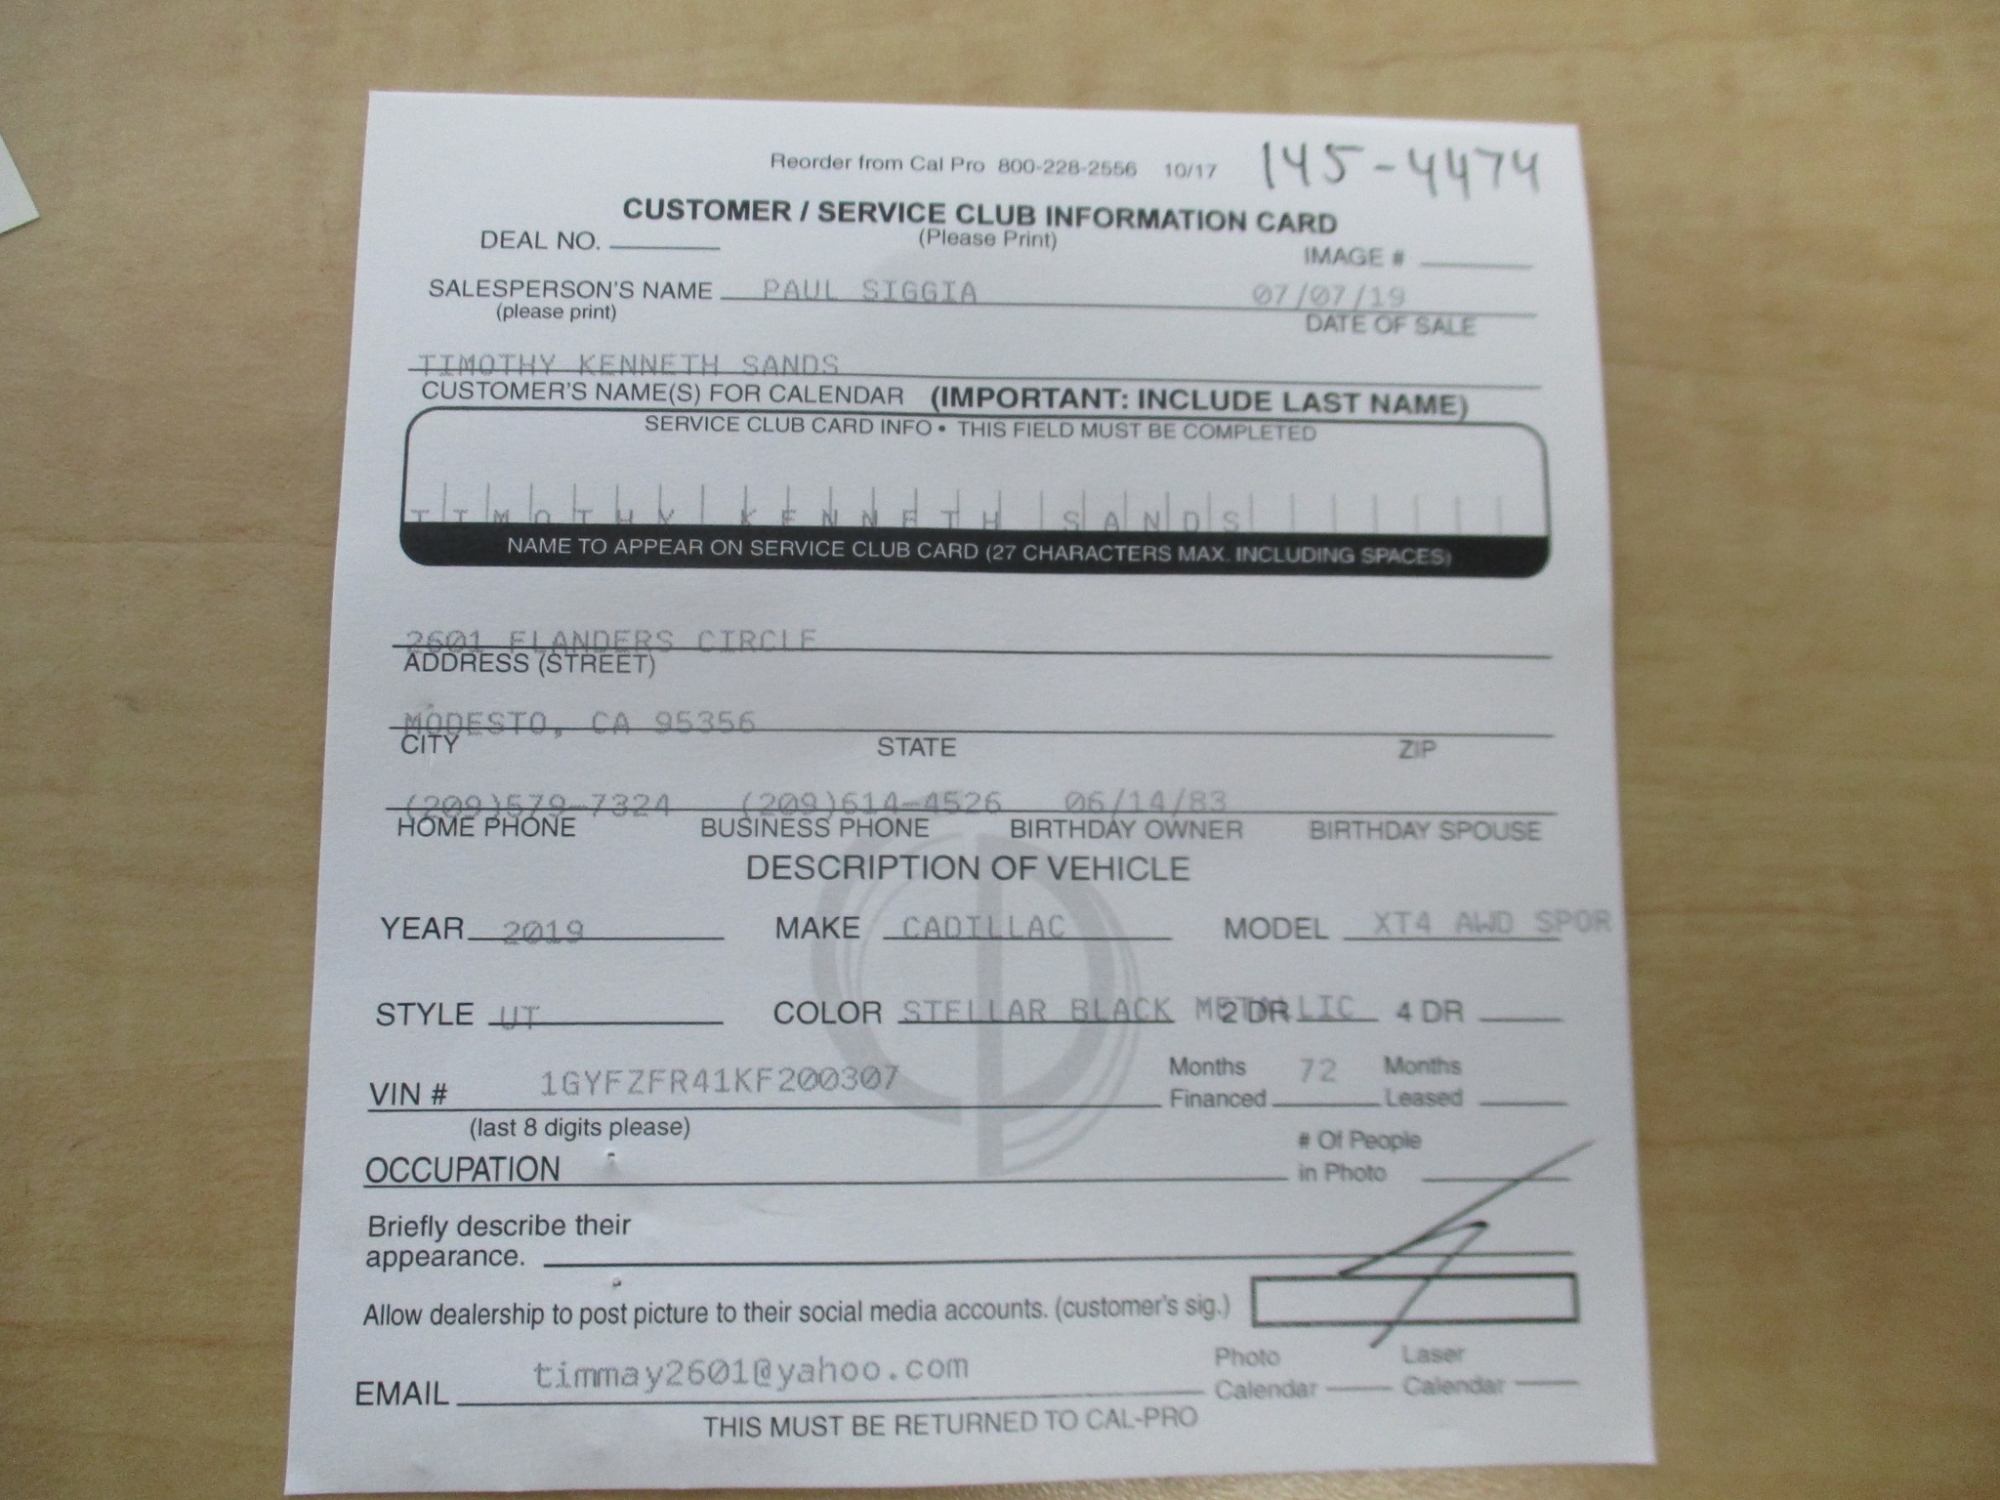 Reorder from Cal Pro 800-228-2556 10/17 145-4474
CUSTOMER / SERVICE CLUB INFORMATION CARD
DEAL NO. (Please Print) IMAGE #
SALESPERSON'S NAME PAUL SIGGIA 07/07/19
(please print) DATE OF SALE
TIMOTHY KENNETH SANDS
CUSTOMER'S NAME(S) FOR CALENDAR (IMPORTANT: INCLUDE LAST NAME)
SERVICE CLUB CARD INFO • THIS FIELD MUST BE COMPLETED
TIMOTHY KENNETH SANDS
NAME TO APPEAR ON SERVICE CLUB CARD (27 CHARACTERS MAX. INCLUDING SPACES)
2601 FLANDERS CIRCLE
ADDRESS (STREET)
MODESTO, CA 95356
CITY STATE ZIP
(209)579-7324 (209)614-4526 06/14/83
HOME PHONE BUSINESS PHONE BIRTHDAY OWNER BIRTHDAY SPOUSE
DESCRIPTION OF VEHICLE
YEAR 2019 MAKE CADILLAC MODEL XT4 AWD SPOR
STYLE UT COLOR STELLAR BLACK METALLIC 2 DR 4 DR
VIN # 1GYFZFR41KF200307 Months Financed 72 Months Leased
(last 8 digits please)
OCCUPATION # Of People in Photo
Briefly describe their
appearance.
Allow dealership to post picture to their social media accounts. (customer's sig.)
EMAIL timmay2601@yahoo.com Photo Calendar Laser Calendar
THIS MUST BE RETURNED TO CAL-PRO